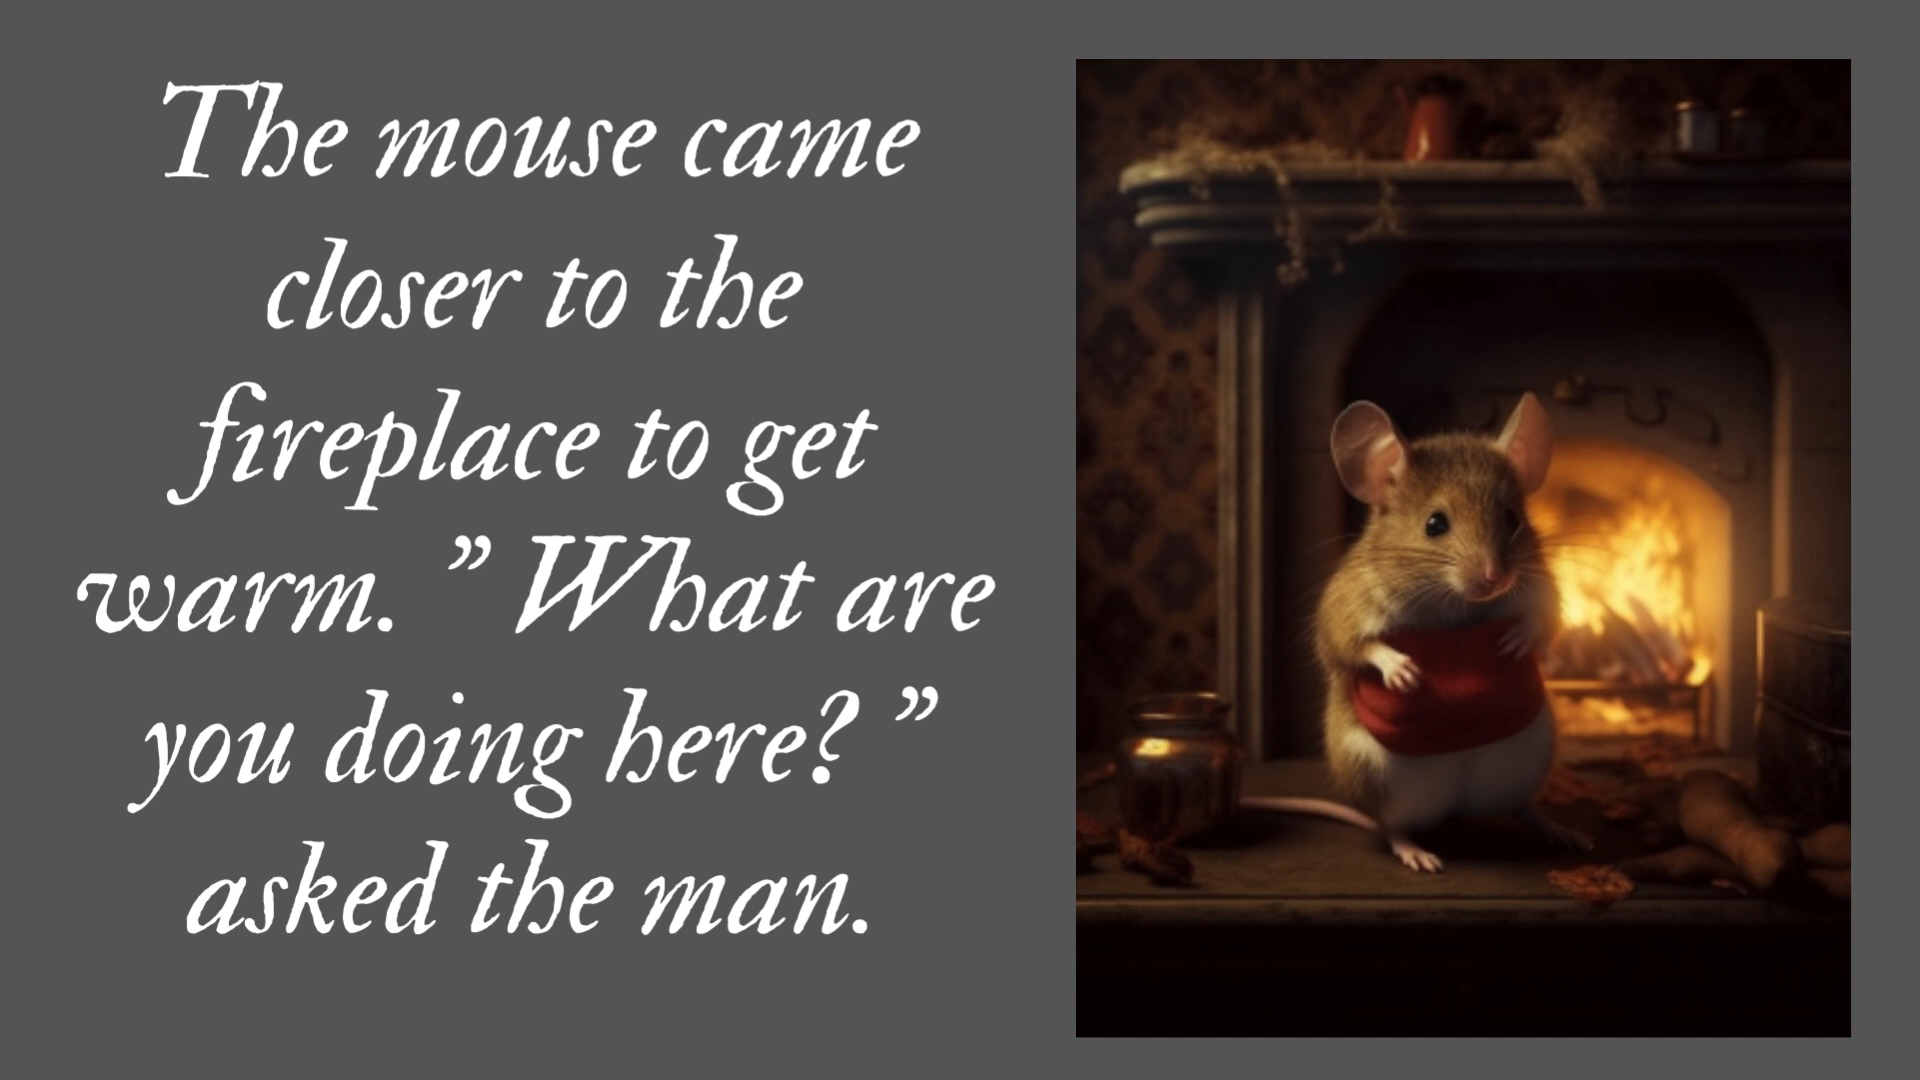 The mouse came
closer to the
fireplace to get
warm. ” What are
you doing here? ”
asked the man.